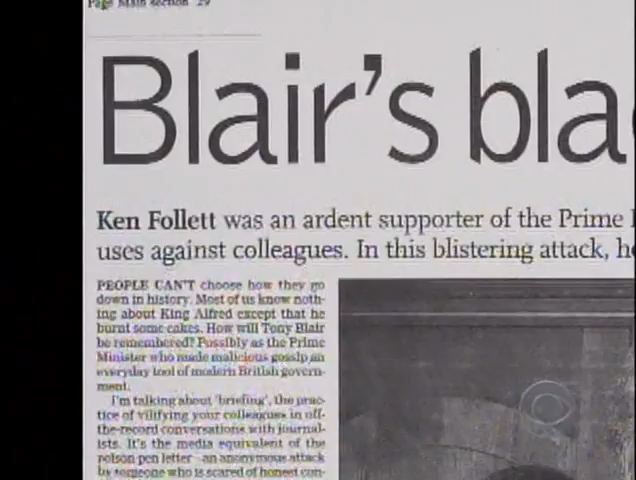 Page Main section 29
Blair's bla
Ken Follett was an ardent supporter of the Prime
uses against colleagues. In this blistering attack, h
PEOPLE CAN'T choose how they go
down in history. Most of us know noth-
ing about King Alfred except that he
burnt some cakes. How will Tony Blair
be remembered? Possibly as the Prime
Minister who made malicious gossip an
everyday tool of modern British govern-
ment.
I'm talking about 'briefing', the prac-
tice of vilifying your colleagues in off-
the-record conversations with journal-
ists. It's the media equivalent of the
poison pen letter - an anonymous attack
by someone who is scared of honest con-